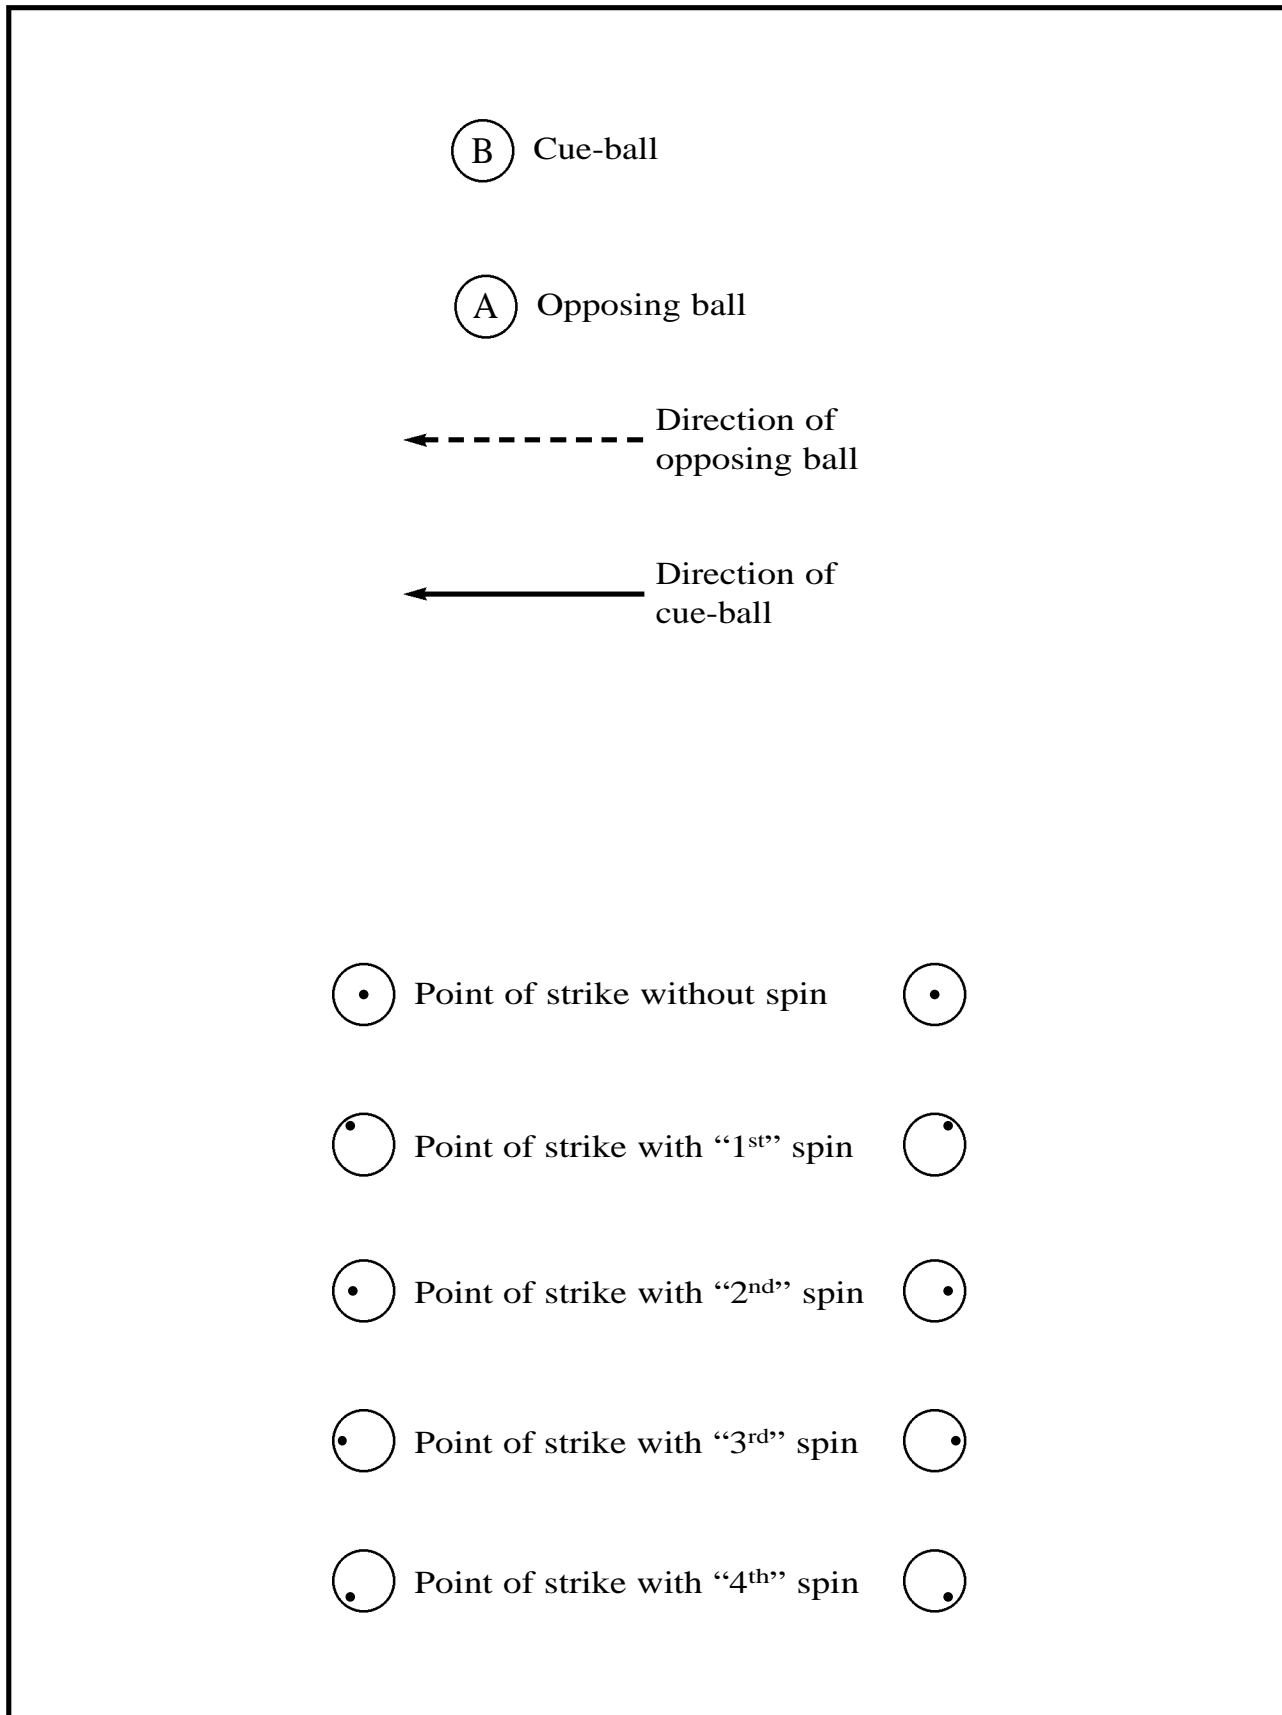 B Cue-ball
A Opposing ball
Direction of
opposing ball
Direction of
cue-ball
Point of strike without spin
Point of strike with “1st” spin
Point of strike with “2nd” spin
Point of strike with “3rd” spin
Point of strike with “4th” spin